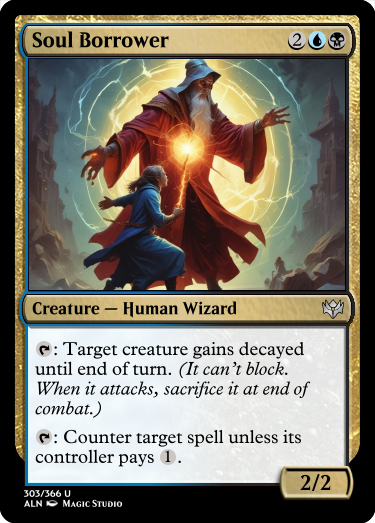 Soul Borrower 2
: Target creature gains decayed
until end of turn. (It can't block.
When it attacks, sacrifice it at end of
combat.)
: Counter target spell unless its
controller pays 1 .
Creature — Human Wizard
2/2
303/366 U
ALN Magic Studio